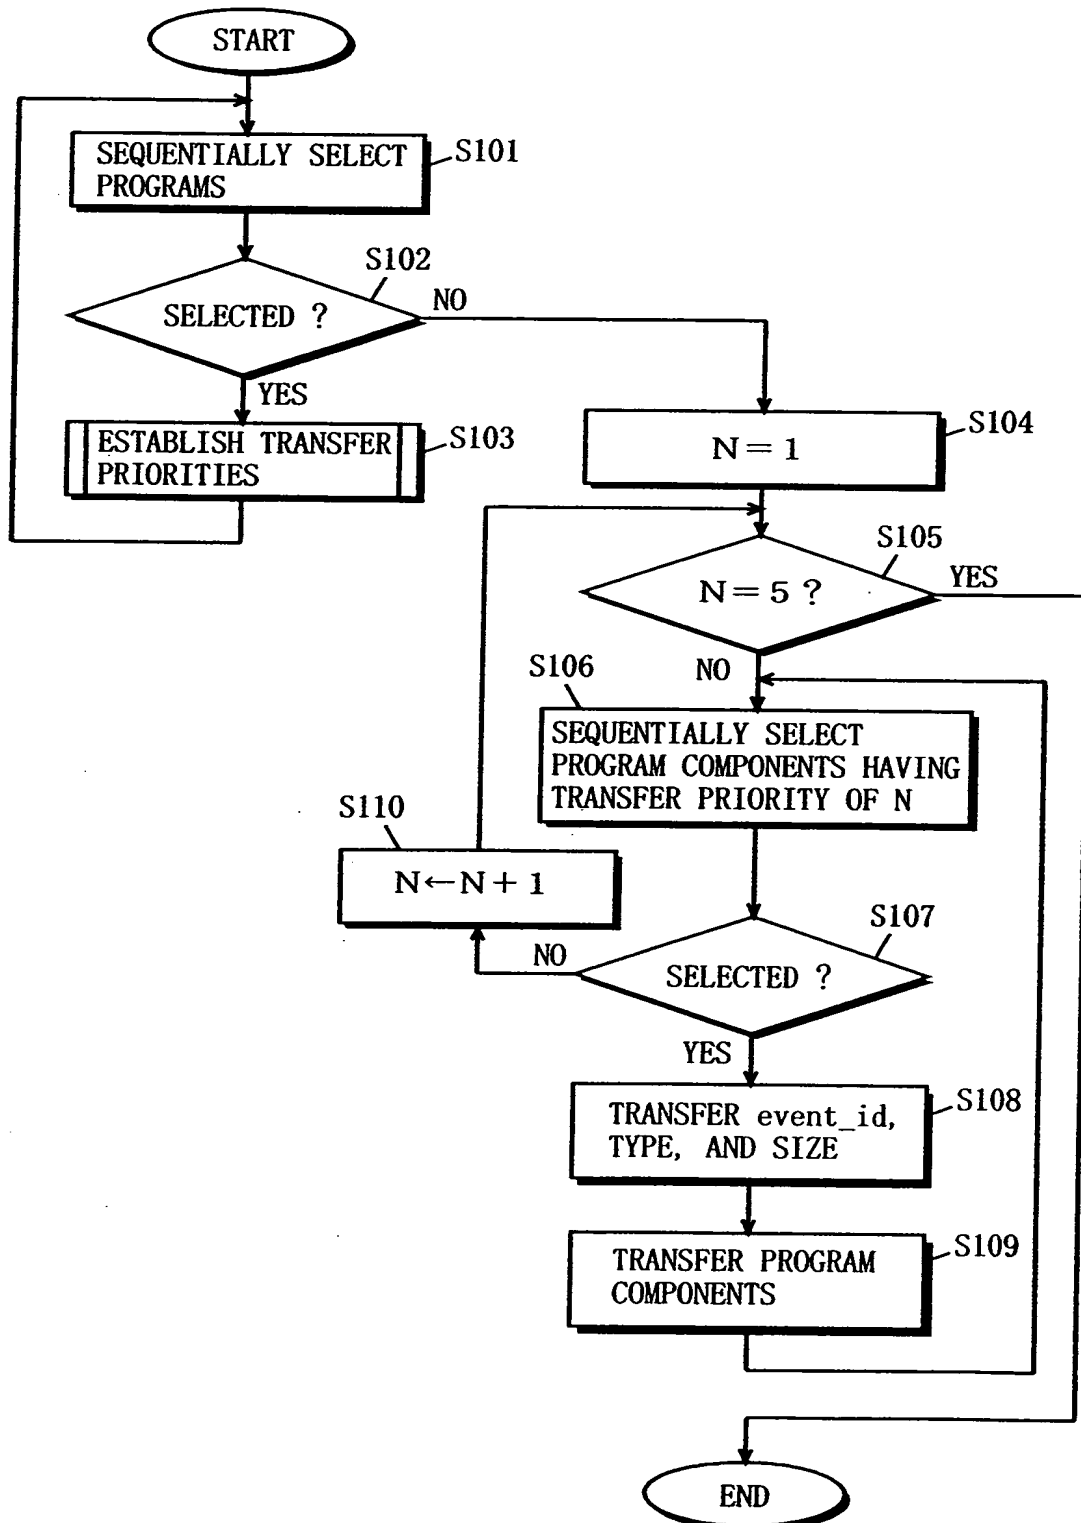 START
SEQUENTIALLY SELECT
PROGRAMS
S101
S102
SELECTED ?
NO
YES
ESTABLISH TRANSFER
PRIORITIES
S103
N=1
S104
S105
N=5 ?
YES
NO
S106
SEQUENTIALLY SELECT
PROGRAM COMPONENTS HAVING
TRANSFER PRIORITY OF N
S110
N←N+1
S107
SELECTED ?
NO
YES
TRANSFER event_id,
TYPE, AND SIZE
S108
TRANSFER PROGRAM
COMPONENTS
S109
END